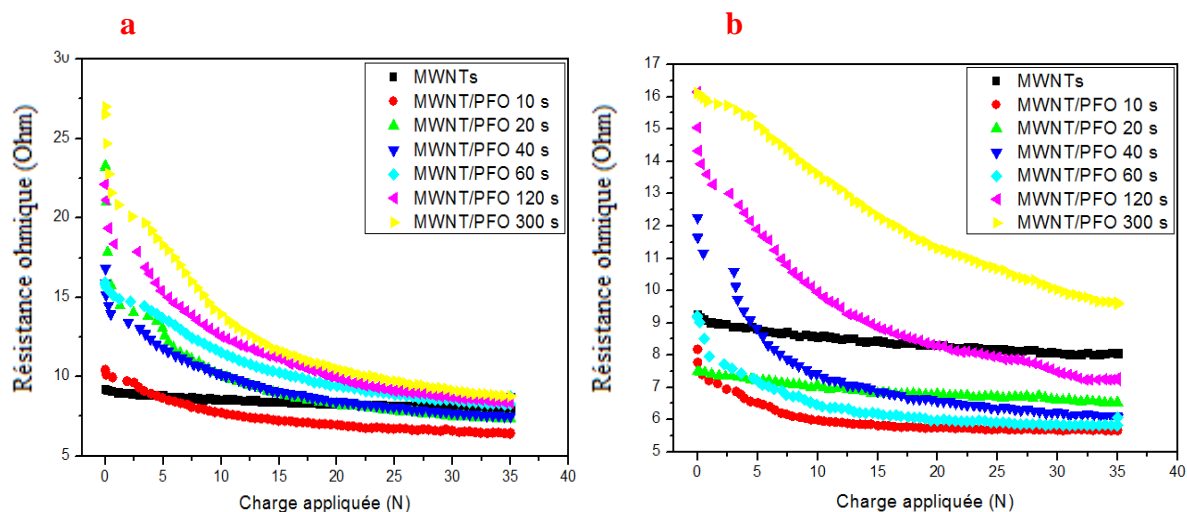 a
30
25
20
15
10
5
0
5
10
15
20
25
30
35
40
Résistance ohmique (Ohm)
Charge appliquée (N)
MWNTs
MWNT/PFO 10 s
MWNT/PFO 20 s
MWNT/PFO 40 s
MWNT/PFO 60 s
MWNT/PFO 120 s
MWNT/PFO 300 s
b
17
16
15
14
13
12
11
10
9
8
7
6
5
0
5
10
15
20
25
30
35
40
Résistance ohmique (Ohm)
Charge appliquée (N)
MWNTs
MWNT/PFO 10 s
MWNT/PFO 20 s
MWNT/PFO 40 s
MWNT/PFO 60 s
MWNT/PFO 120 s
MWNT/PFO 300 s